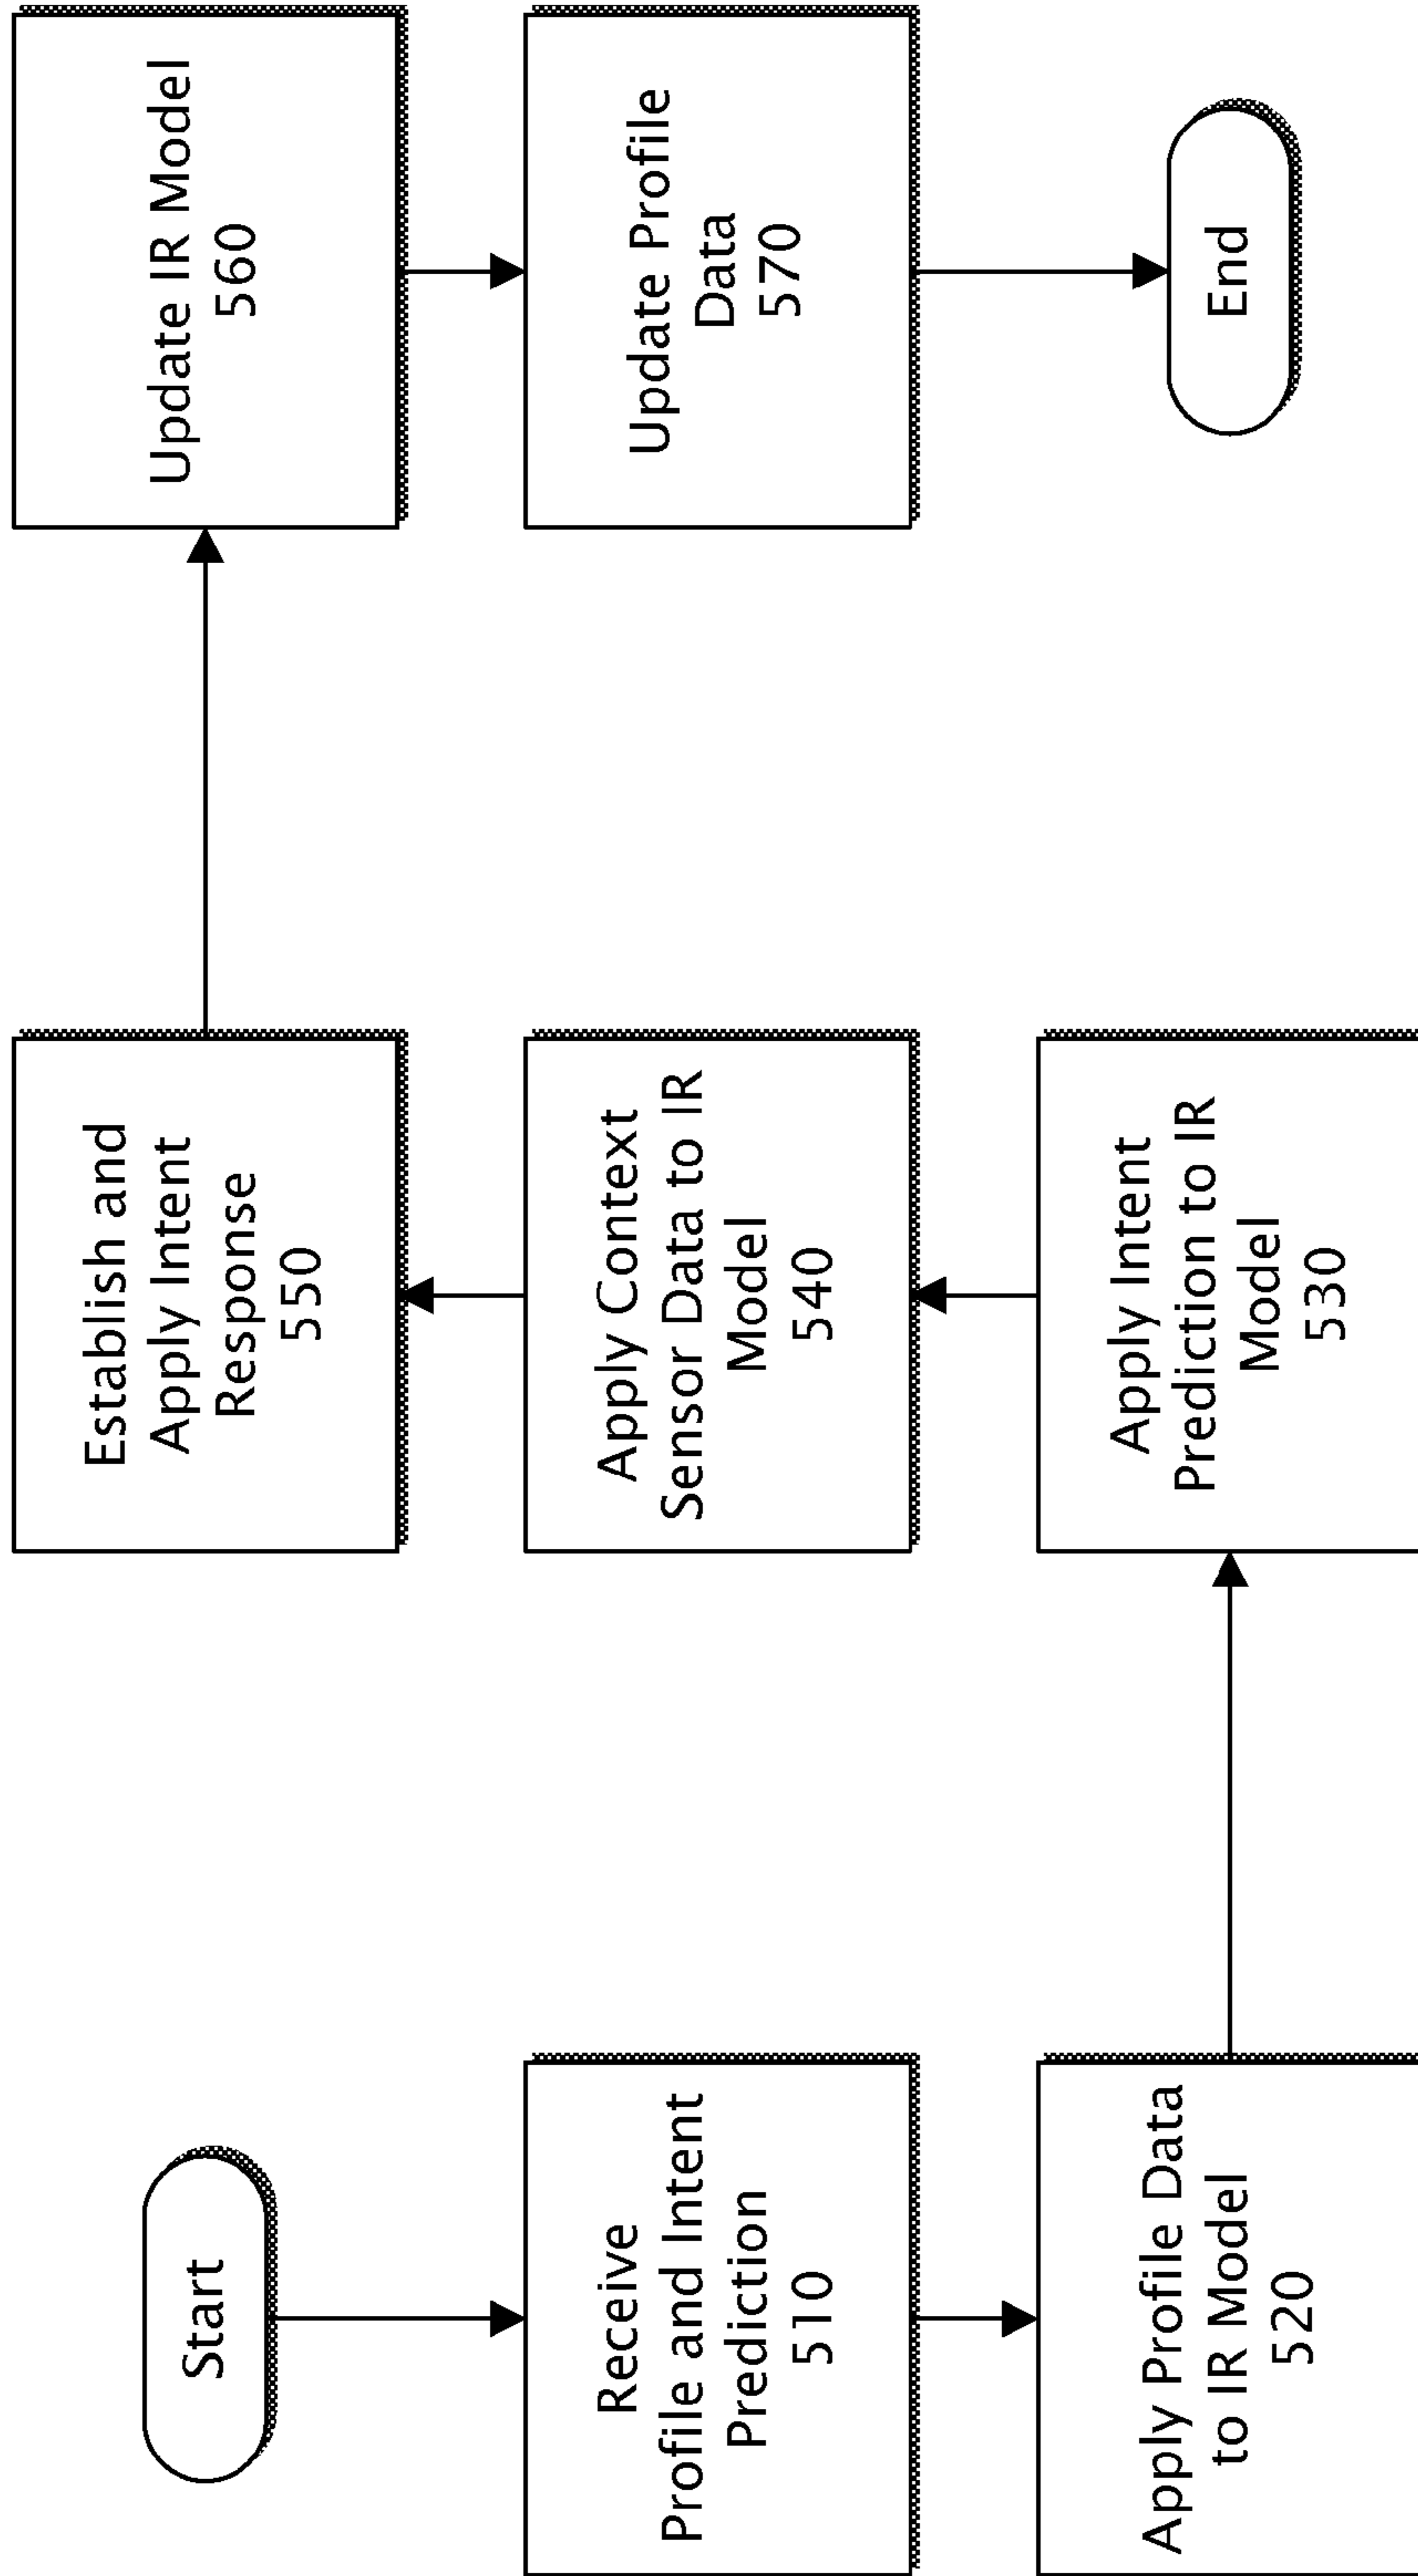 Start
Receive
Profile and Intent
Prediction
510
Apply Profile Data
to IR Model
520
Apply Intent
Prediction to IR
Model
530
Apply Context
Sensor Data to IR
Model
540
Establish and
Apply Intent
Response
550
Update IR Model
560
Update Profile
Data
570
End